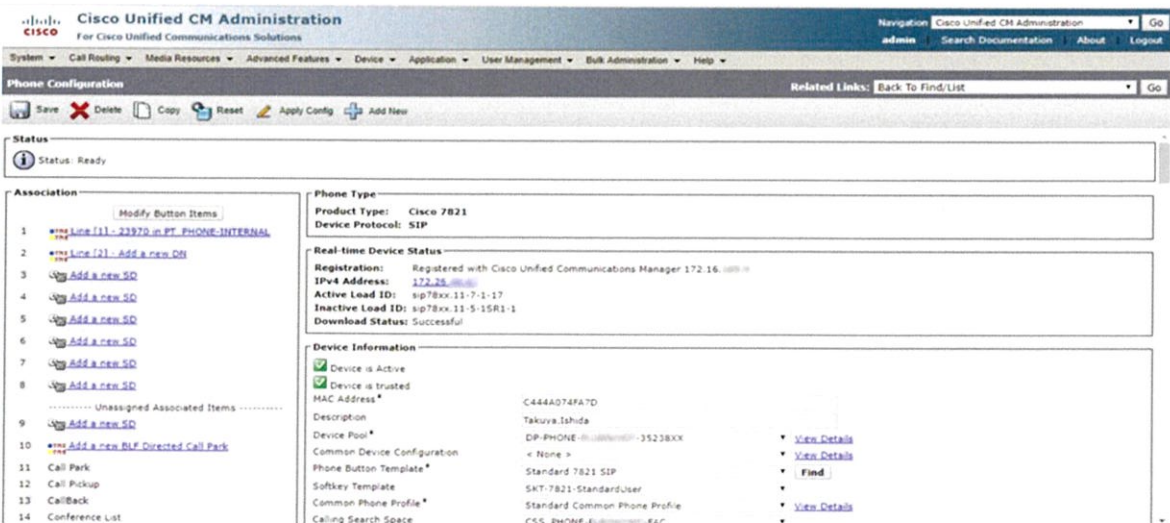 CISCO
Cisco Unified CM Administration
For Cisco Unified Communications Solutions
Navigation Cisco Unified CM Administration Go
admin Search Documentation About Logout
System Call Routing Media Resources Advanced Features Device Application User Management Bulk Administration Help
Phone Configuration
Related Links: Back To Find/List Go
Save Delete Copy Reset Apply Config Add New
Status
Status: Ready
Association
Modify Button Items
1 Line [1] - 23970 in PT_PHONE-INTERNAL
2 Line [2] - Add a new DN
3 Add a new SD
4 Add a new SD
5 Add a new SD
6 Add a new SD
7 Add a new SD
8 Add a new SD
---------- Unassigned Associated Items ----------
9 Add a new SD
10 Add a new BLF Directed Call Park
11 Call Park
12 Call Pickup
13 CallBack
14 Conference List
Phone Type
Product Type: Cisco 7821
Device Protocol: SIP
Real-time Device Status
Registration: Registered with Cisco Unified Communications Manager 172.16.
IPv4 Address: 172.26.
Active Load ID: sip78xx.11-7-1-17
Inactive Load ID: sip78xx.11-5-1SR1-1
Download Status: Successful
Device Information
Device is Active
Device is trusted
MAC Address* C444A074FA7D
Description Takuya.Ishida
Device Pool* DP-PHONE- -35238XX View Details
Common Device Configuration < None > View Details
Phone Button Template* Standard 7821 SIP Find
Softkey Template SKT-7821-StandardUser
Common Phone Profile* Standard Common Phone Profile View Details
Calling Search Space CSS_PHONE- -FAC